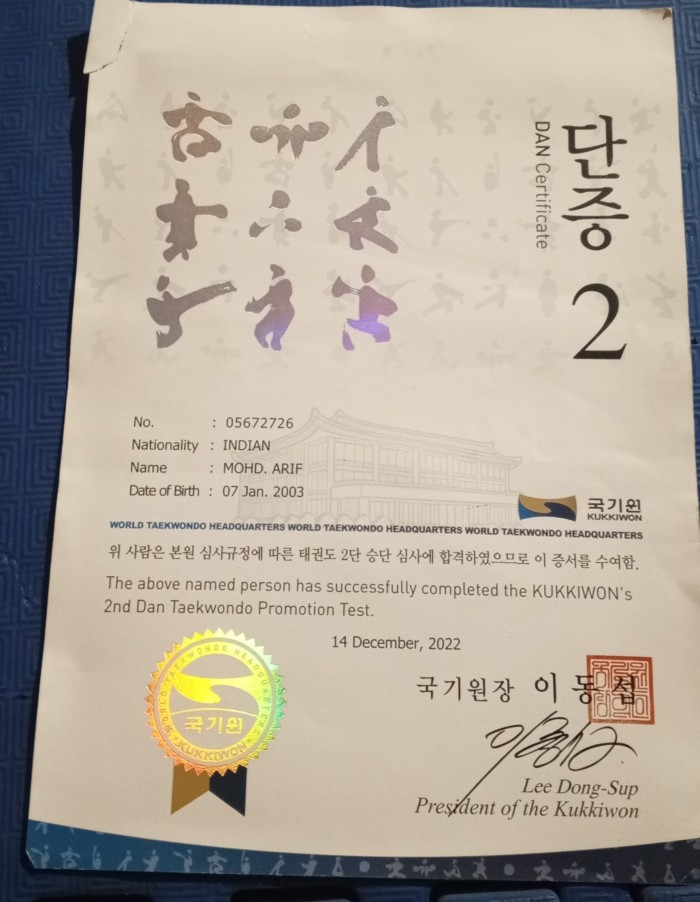 단증
DAN Certificate
2
No. : 05672726
Nationality : INDIAN
Name : MOHD. ARIF
Date of Birth : 07 Jan. 2003
국기원
KUKKIWON
WORLD TAEKWONDO HEADQUARTERS WORLD TAEKWONDO HEADQUARTERS WORLD TAEKWONDO HEADQUARTERS
위 사람은 본원 심사규정에 따른 태권도 2단 승단 심사에 합격하였으므로 이 증서를 수여함.
The above named person has successfully completed the KUKKIWON's
2nd Dan Taekwondo Promotion Test.
14 December, 2022
WORLD TAEKWONDO HEADQUARTERS
국기원
KUKKIWON
국기원장 이동섭
Lee Dong-Sup
President of the Kukkiwon